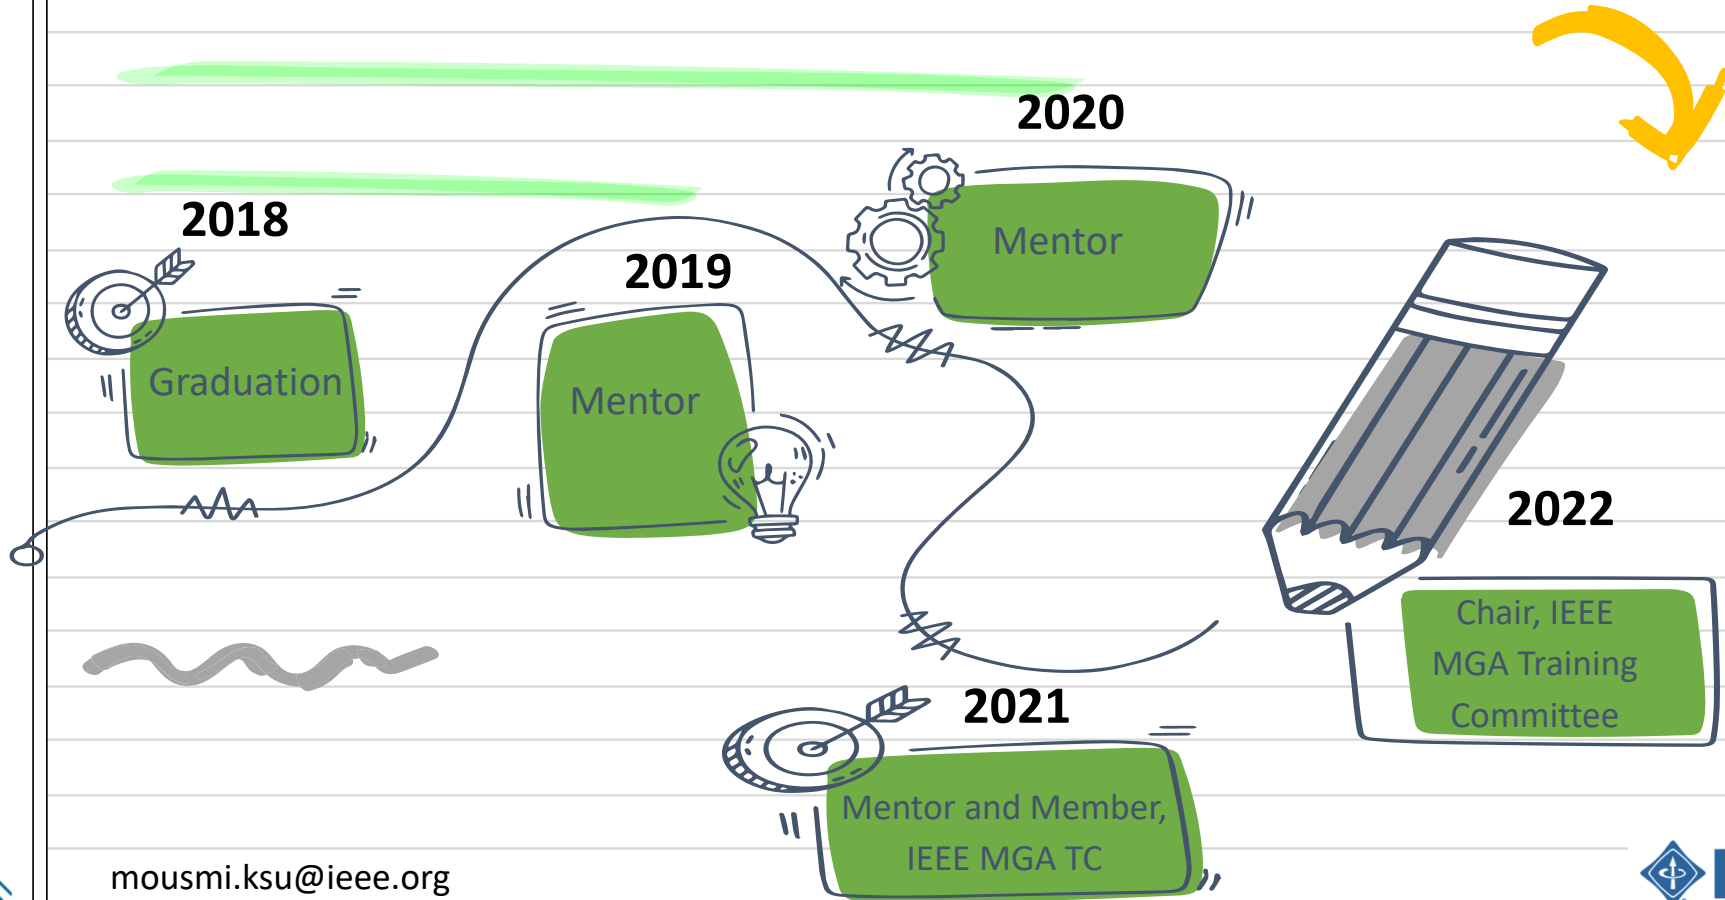 2018
Graduation
2019
Mentor
2020
Mentor
2021
Mentor and Member,
IEEE MGA TC
2022
Chair, IEEE
MGA Training
Committee
mousmi.ksu@ieee.org